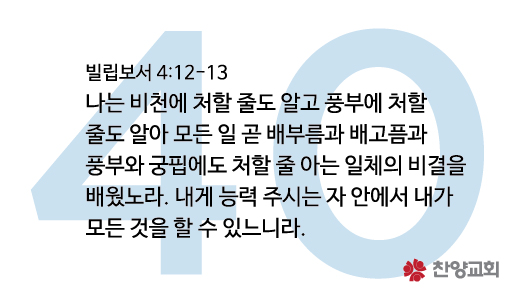 40
빌립보서 4:12-13
나는 비천에 처할 줄도 알고 풍부에 처할
줄도 알아 모든 일 곧 배부름과 배고픔과
풍부와 궁핍에도 처할 줄 아는 일체의 비결을
배웠노라. 내게 능력 주시는 자 안에서 내가
모든 것을 할 수 있느니라.
찬양교회